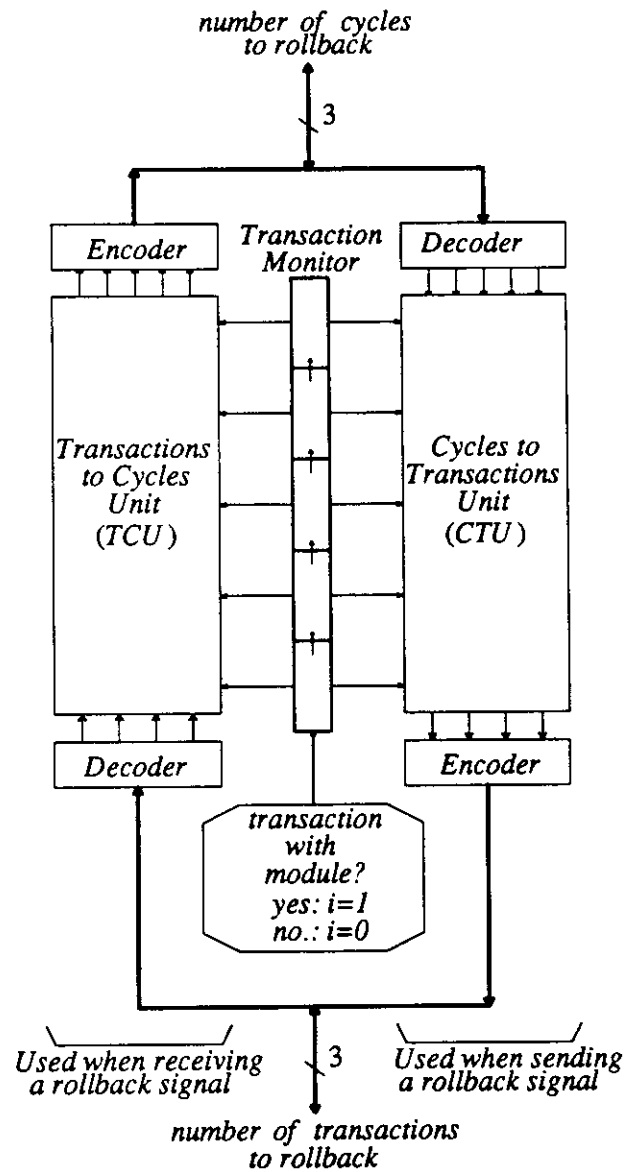 number of cycles
to rollback
3
Encoder
Transaction
Monitor
Decoder
Transactions
to Cycles
Unit
(TCU)
Cycles to
Transactions
Unit
(CTU)
Decoder
Encoder
transaction
with
module?
yes: i=1
no.: i=0
Used when receiving
a rollback signal
3
Used when sending
a rollback signal
number of transactions
to rollback